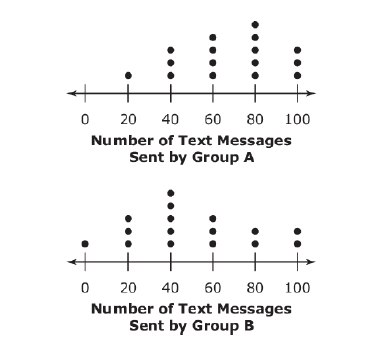 0 20 40 60 80 100
Number of Text Messages
Sent by Group A
0 20 40 60 80 100
Number of Text Messages
Sent by Group B